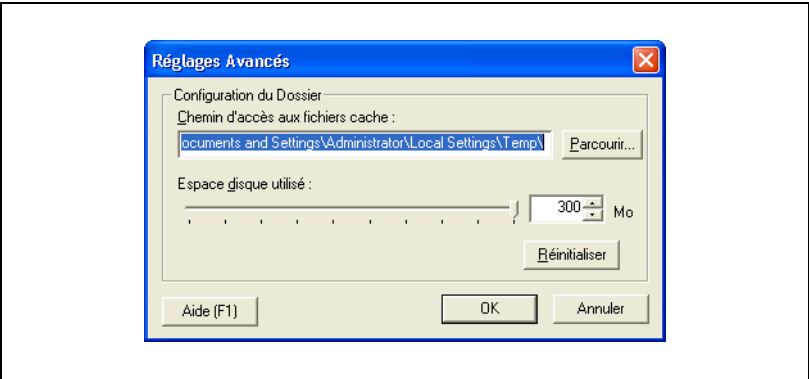 Réglages Avancés
Configuration du Dossier
Chemin d'accès aux fichiers cache :
ocuments and Settings\Administrator\Local Settings\Temp\
Parcourir...
Espace disque utilisé :
300 Mo
Réinitialiser
Aide (F1) OK Annuler